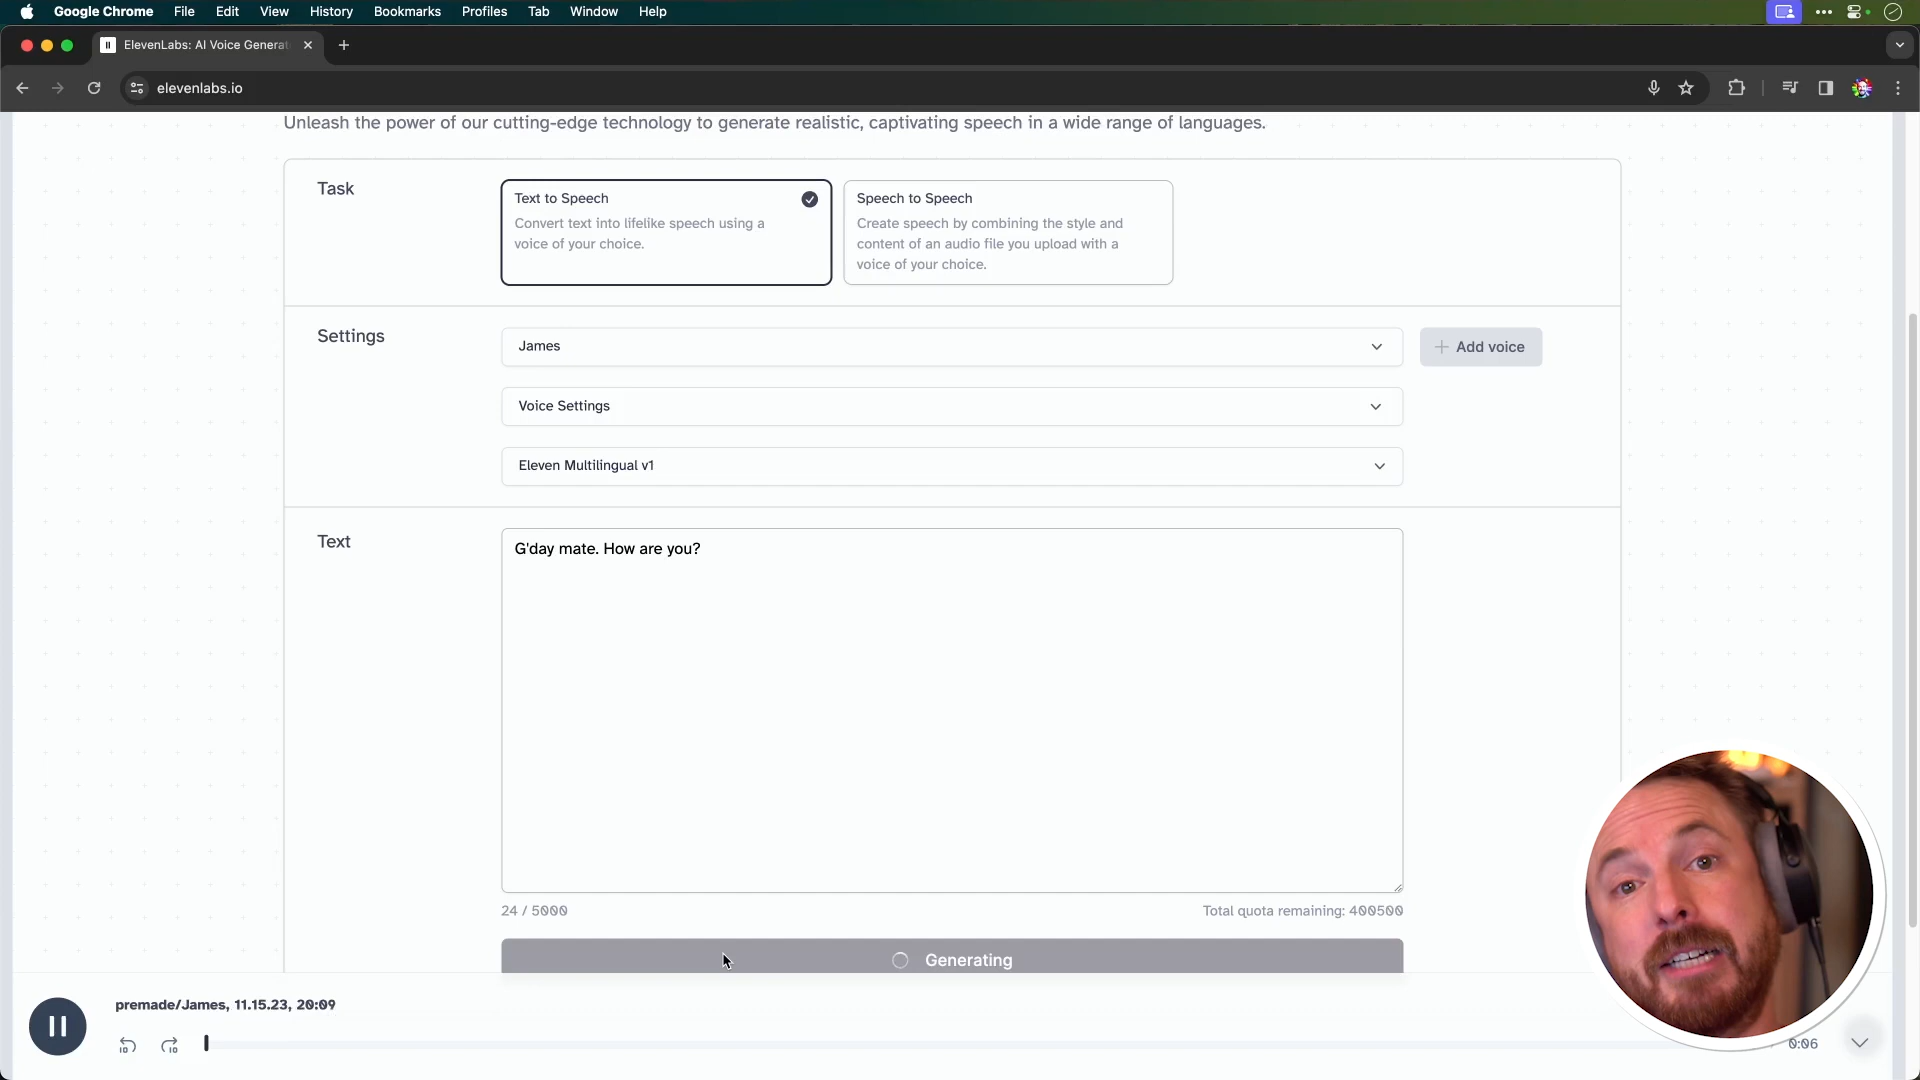 Google Chrome File Edit View History Bookmarks Profiles Tab Window Help
ElevenLabs: AI Voice Generat
elevenlabs.io
Unleash the power of our cutting-edge technology to generate realistic, captivating speech in a wide range of languages.
Task
Text to Speech
Convert text into lifelike speech using a
voice of your choice.
Speech to Speech
Create speech by combining the style and
content of an audio file you upload with a
voice of your choice.
Settings
James
Add voice
Voice Settings
Eleven Multilingual v1
Text
G'day mate. How are you?
24 / 5000
Total quota remaining: 400500
Generating
premade/James, 11.15.23, 20:09
10
10
0:06